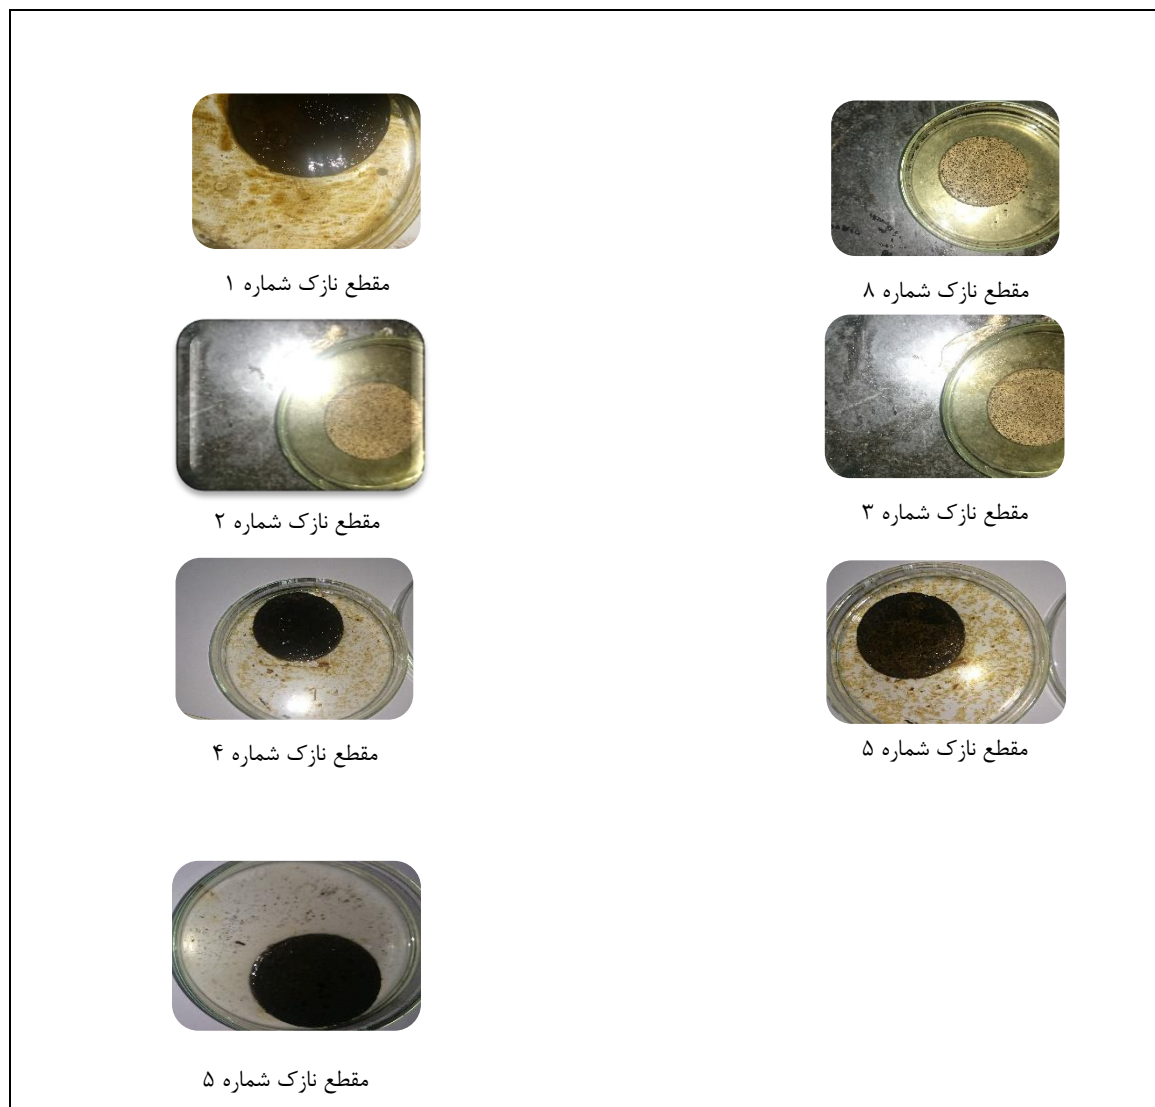 مقطع نازک شماره ۱
مقطع نازک شماره ۸
مقطع نازک شماره ۲
مقطع نازک شماره ۳
مقطع نازک شماره ۴
مقطع نازک شماره ۵
مقطع نازک شماره ۵